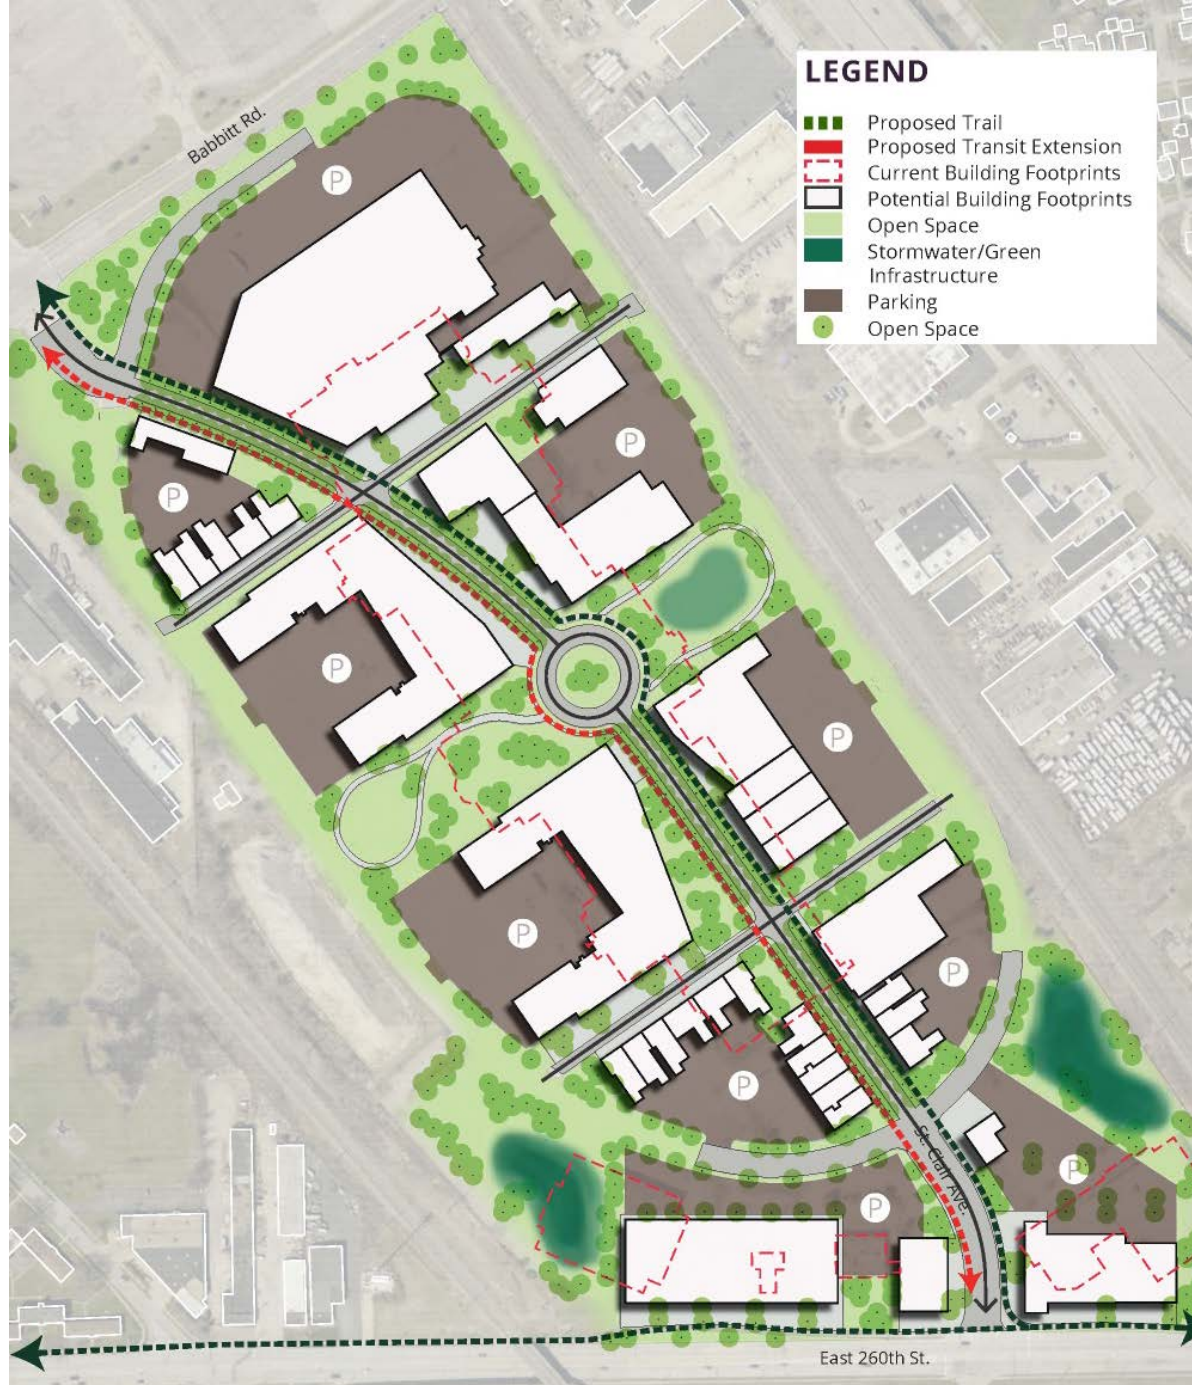 LEGEND
Proposed Trail
Proposed Transit Extension
Current Building Footprints
Potential Building Footprints
Open Space
Stormwater/Green
Infrastructure
Parking
Open Space
Babbitt Rd.
P
P
P
P
P
P
P
P
St. Clair Ave.
P
P
East 260th St.